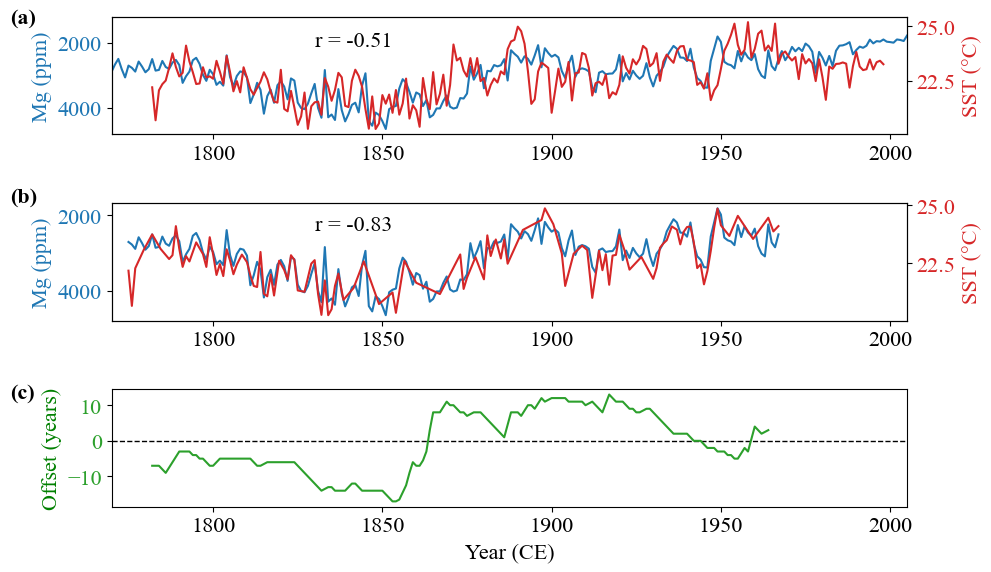 (a)
r = -0.51
Mg (ppm)
2000
4000
25.0
22.5
SST (°C)
1800 1850 1900 1950 2000
(b)
r = -0.83
Mg (ppm)
2000
4000
25.0
22.5
SST (°C)
1800 1850 1900 1950 2000
(c)
Offset (years)
10
0
−10
1800 1850 1900 1950 2000
Year (CE)